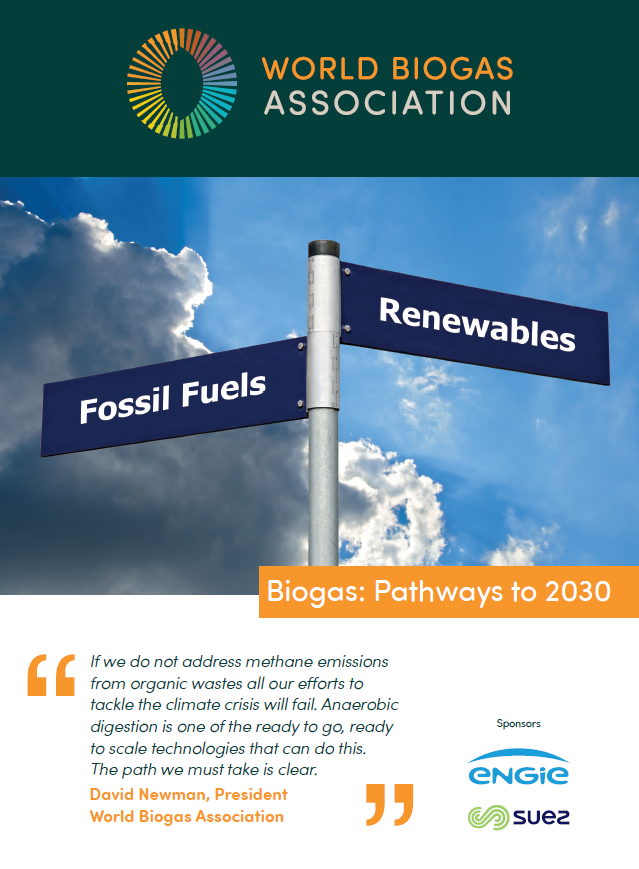 WORLD BIOGAS
ASSOCIATION
Renewables
Fossil Fuels
Biogas: Pathways to 2030
“
If we do not address methane emissions
from organic wastes all our efforts to
tackle the climate crisis will fail. Anaerobic
digestion is one of the ready to go, ready
to scale technologies that can do this.
The path we must take is clear.
”
David Newman, President
World Biogas Association
Sponsors
ENGIE
suez